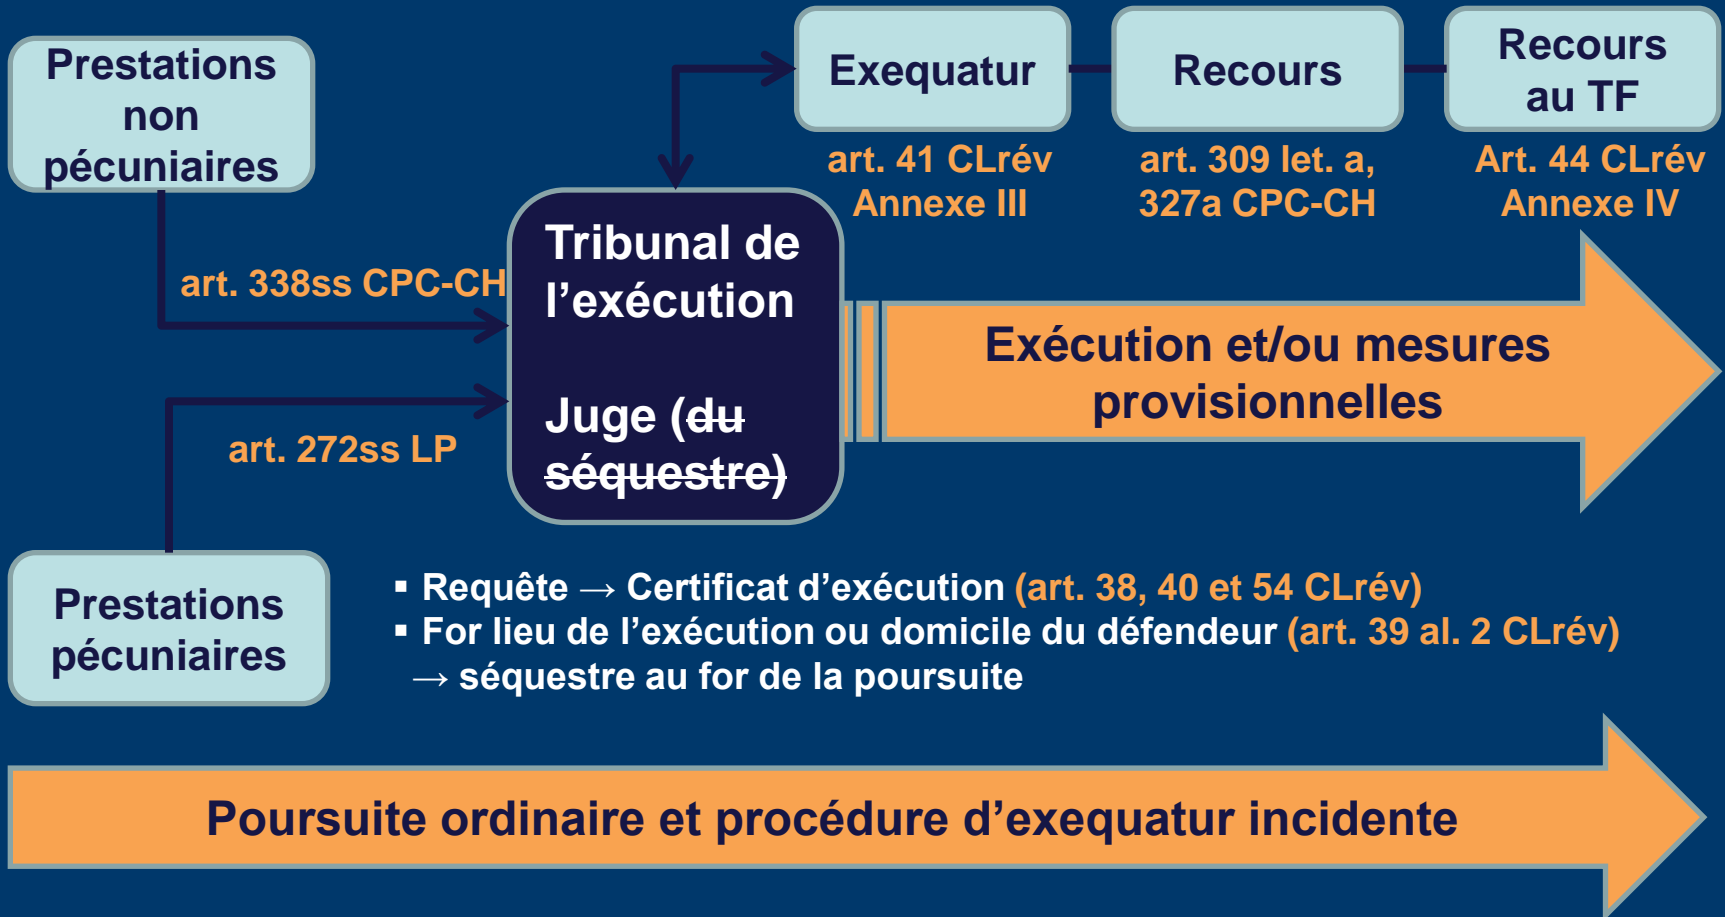 Prestations
non
pécuniaires
Exequatur
Recours
Recours
au TF
art. 41 CLrév
Annexe III
art. 309 let. a,
327a CPC-CH
Art. 44 CLrév
Annexe IV
art. 338ss CPC-CH
Tribunal de
l’exécution
Juge (du
séquestre)
Exécution et/ou mesures
provisionnelles
art. 272ss LP
Prestations
pécuniaires
▪ Requête → Certificat d’exécution (art. 38, 40 et 54 CLrév)
▪ For lieu de l’exécution ou domicile du défendeur (art. 39 al. 2 CLrév)
→ séquestre au for de la poursuite
Poursuite ordinaire et procédure d’exequatur incidente